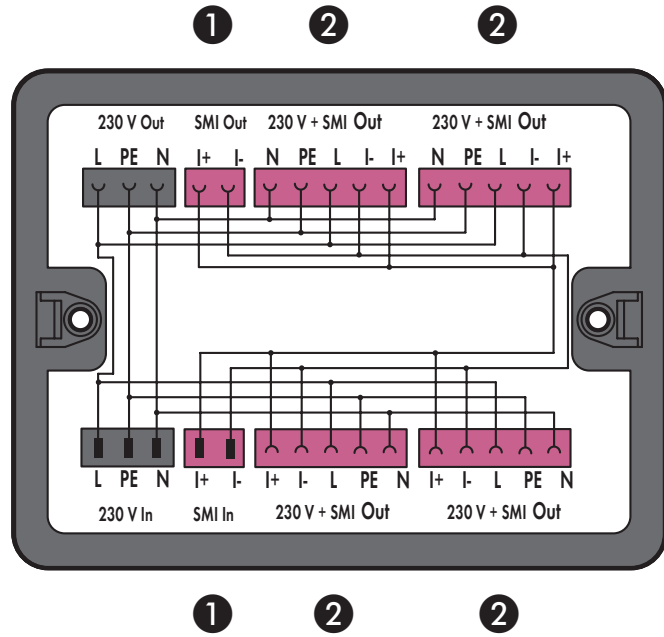 1 2 2
230 V Out SMI Out 230 V + SMI Out 230 V + SMI Out
L PE N I+ I- N PE L I- I+ N PE L I- I+
L PE N I+ I- I+ I- L PE N I+ I- L PE N
230 V In SMI In 230 V + SMI Out 230 V + SMI Out
1 2 2